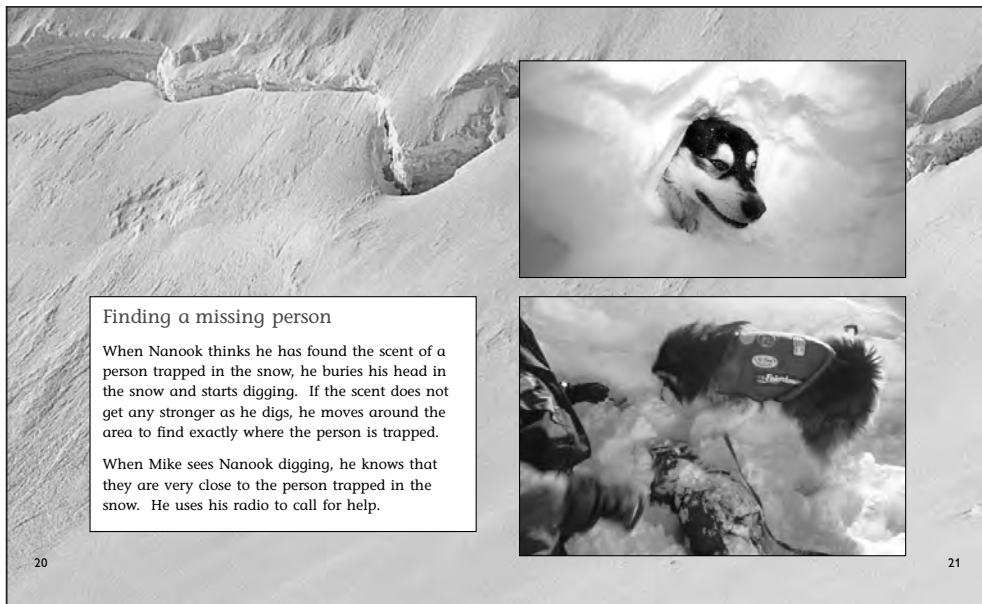 Finding a missing person
When Nanook thinks he has found the scent of a
person trapped in the snow, he buries his head in
the snow and starts digging.  If the scent does not
get any stronger as he digs, he moves around the
area to find exactly where the person is trapped.
When Mike sees Nanook digging, he knows that
they are very close to the person trapped in the
snow.  He uses his radio to call for help.
20
21